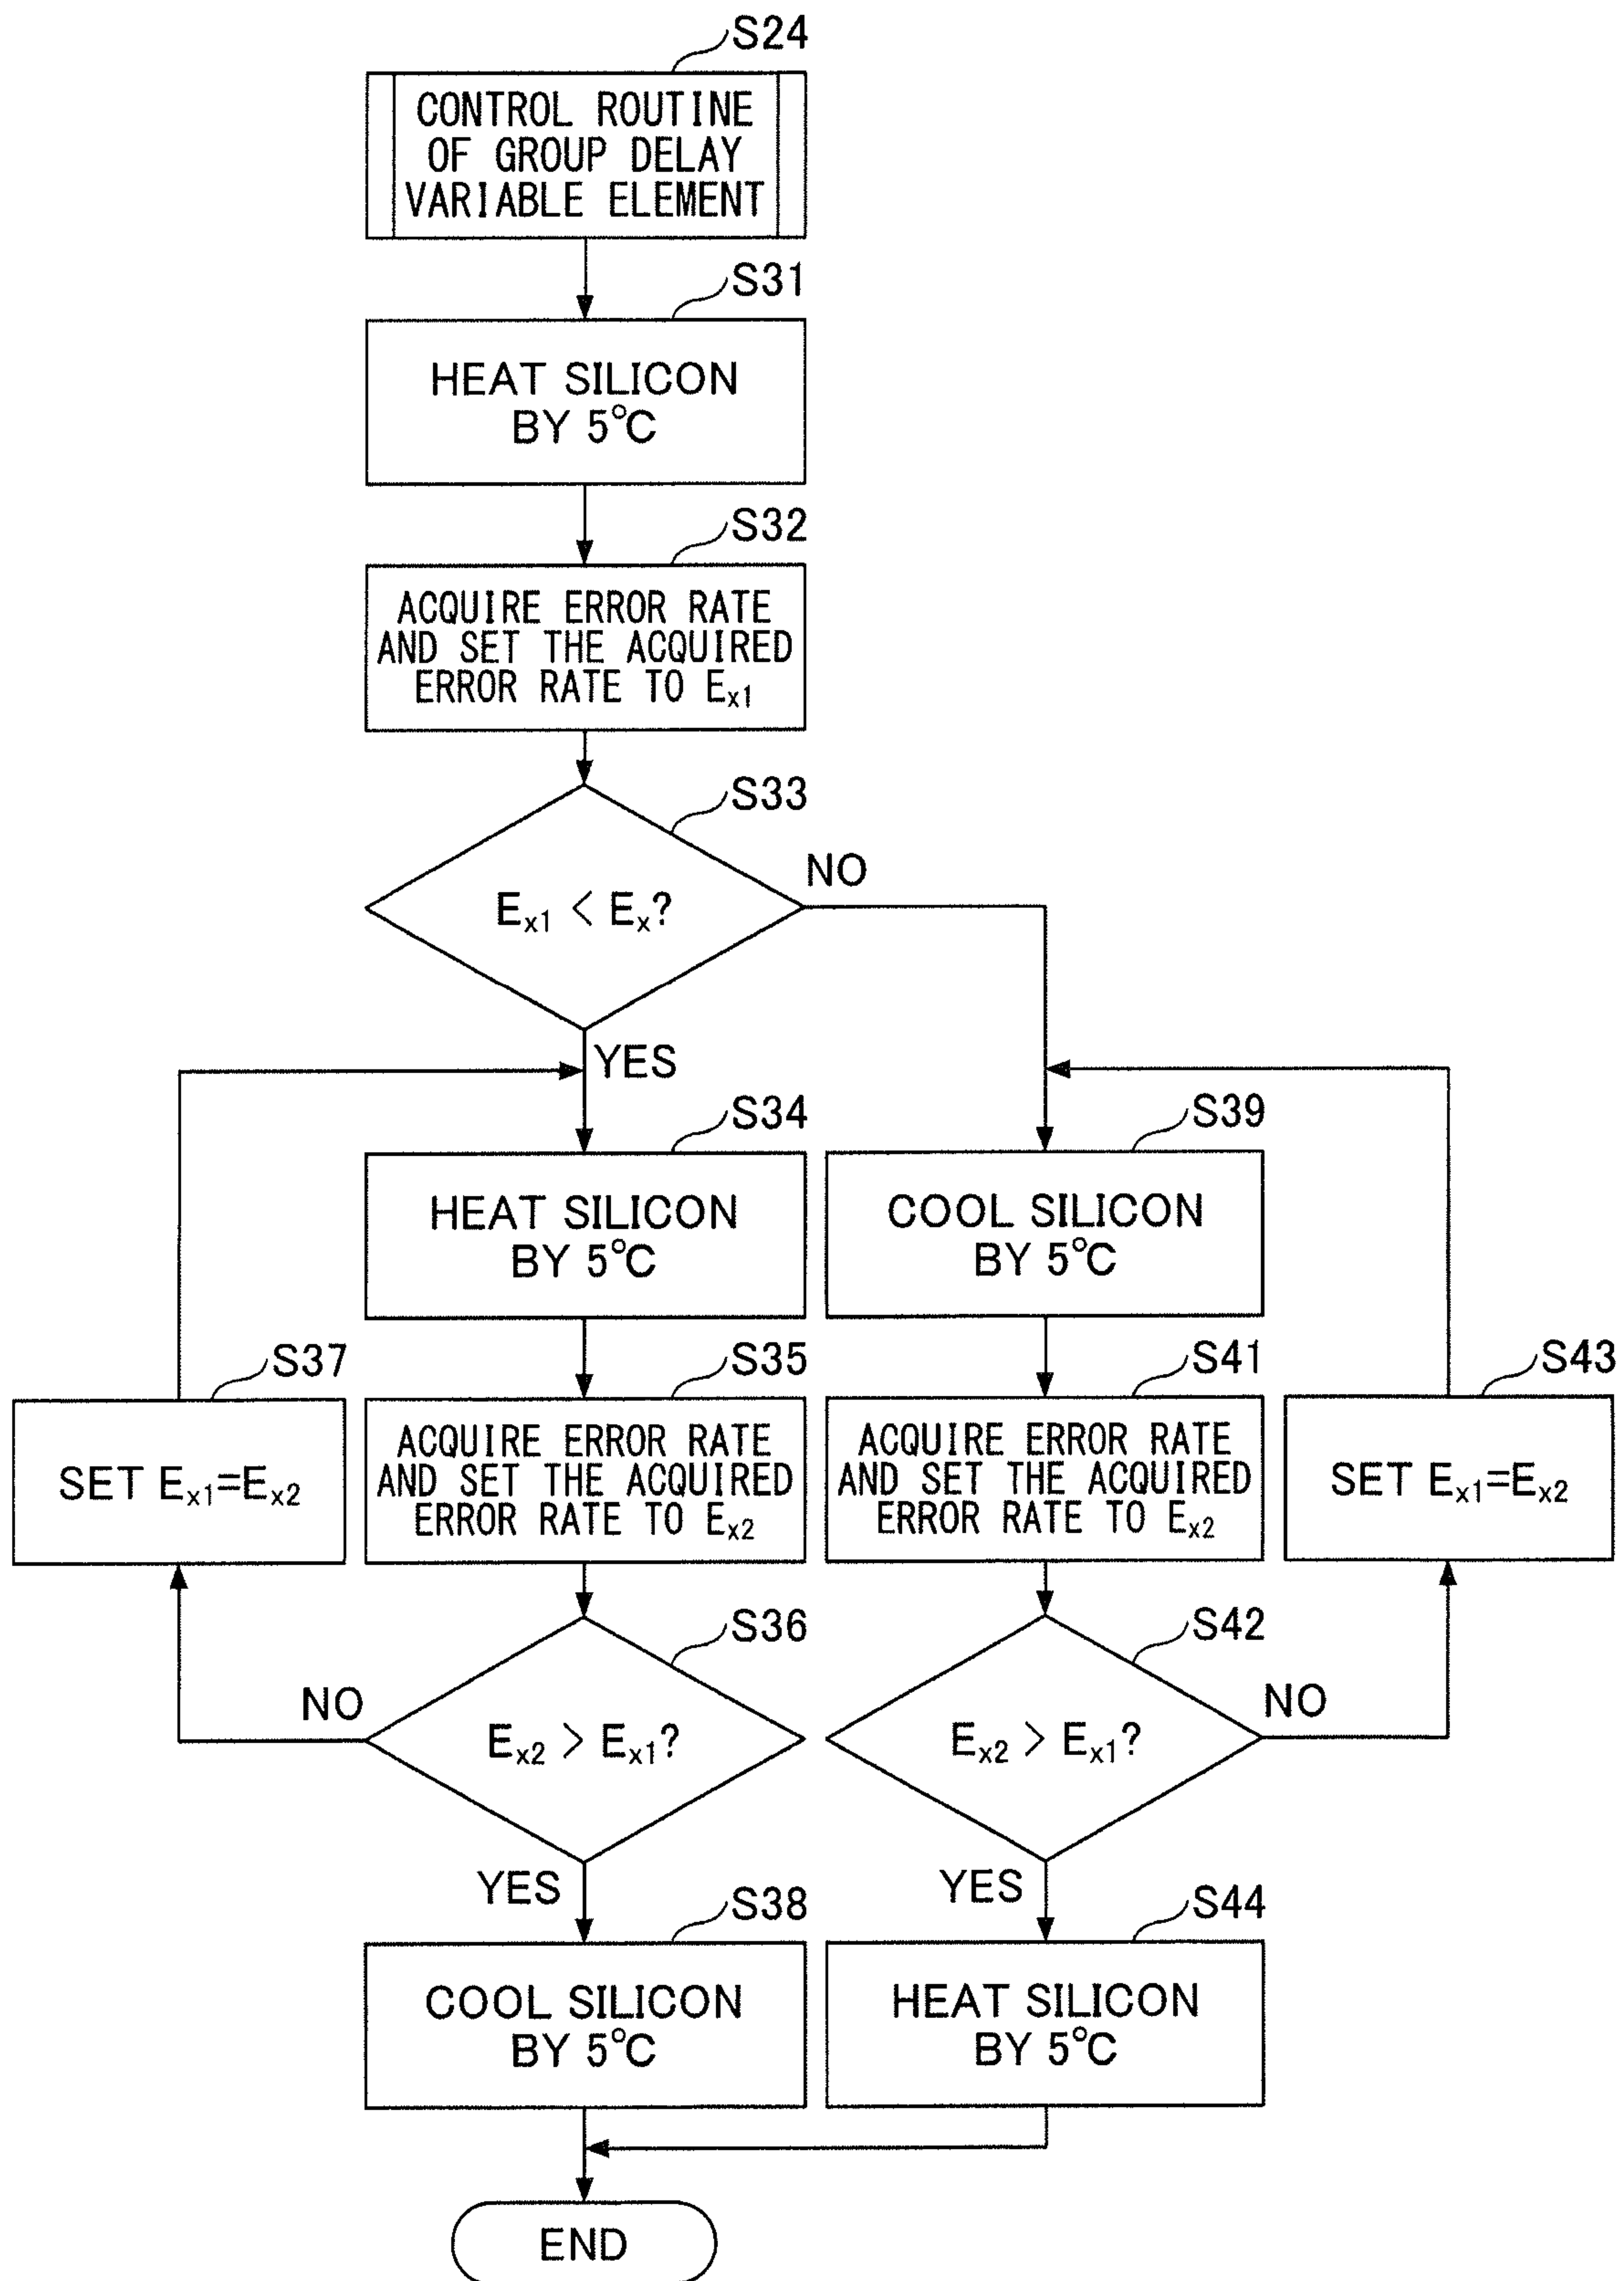 S24
CONTROL ROUTINE
OF GROUP DELAY
VARIABLE ELEMENT
S31
HEAT SILICON
BY 5℃
S32
ACQUIRE ERROR RATE
AND SET THE ACQUIRED
ERROR RATE TO Ex1
S33
Ex1 < Ex?
NO
YES
S34
HEAT SILICON
BY 5℃
S39
COOL SILICON
BY 5℃
S37
SET Ex1=Ex2
S35
ACQUIRE ERROR RATE
AND SET THE ACQUIRED
ERROR RATE TO Ex2
S41
ACQUIRE ERROR RATE
AND SET THE ACQUIRED
ERROR RATE TO Ex2
S43
SET Ex1=Ex2
S36
Ex2 > Ex1?
NO
YES
S42
Ex2 > Ex1?
NO
YES
S38
COOL SILICON
BY 5℃
S44
HEAT SILICON
BY 5℃
END